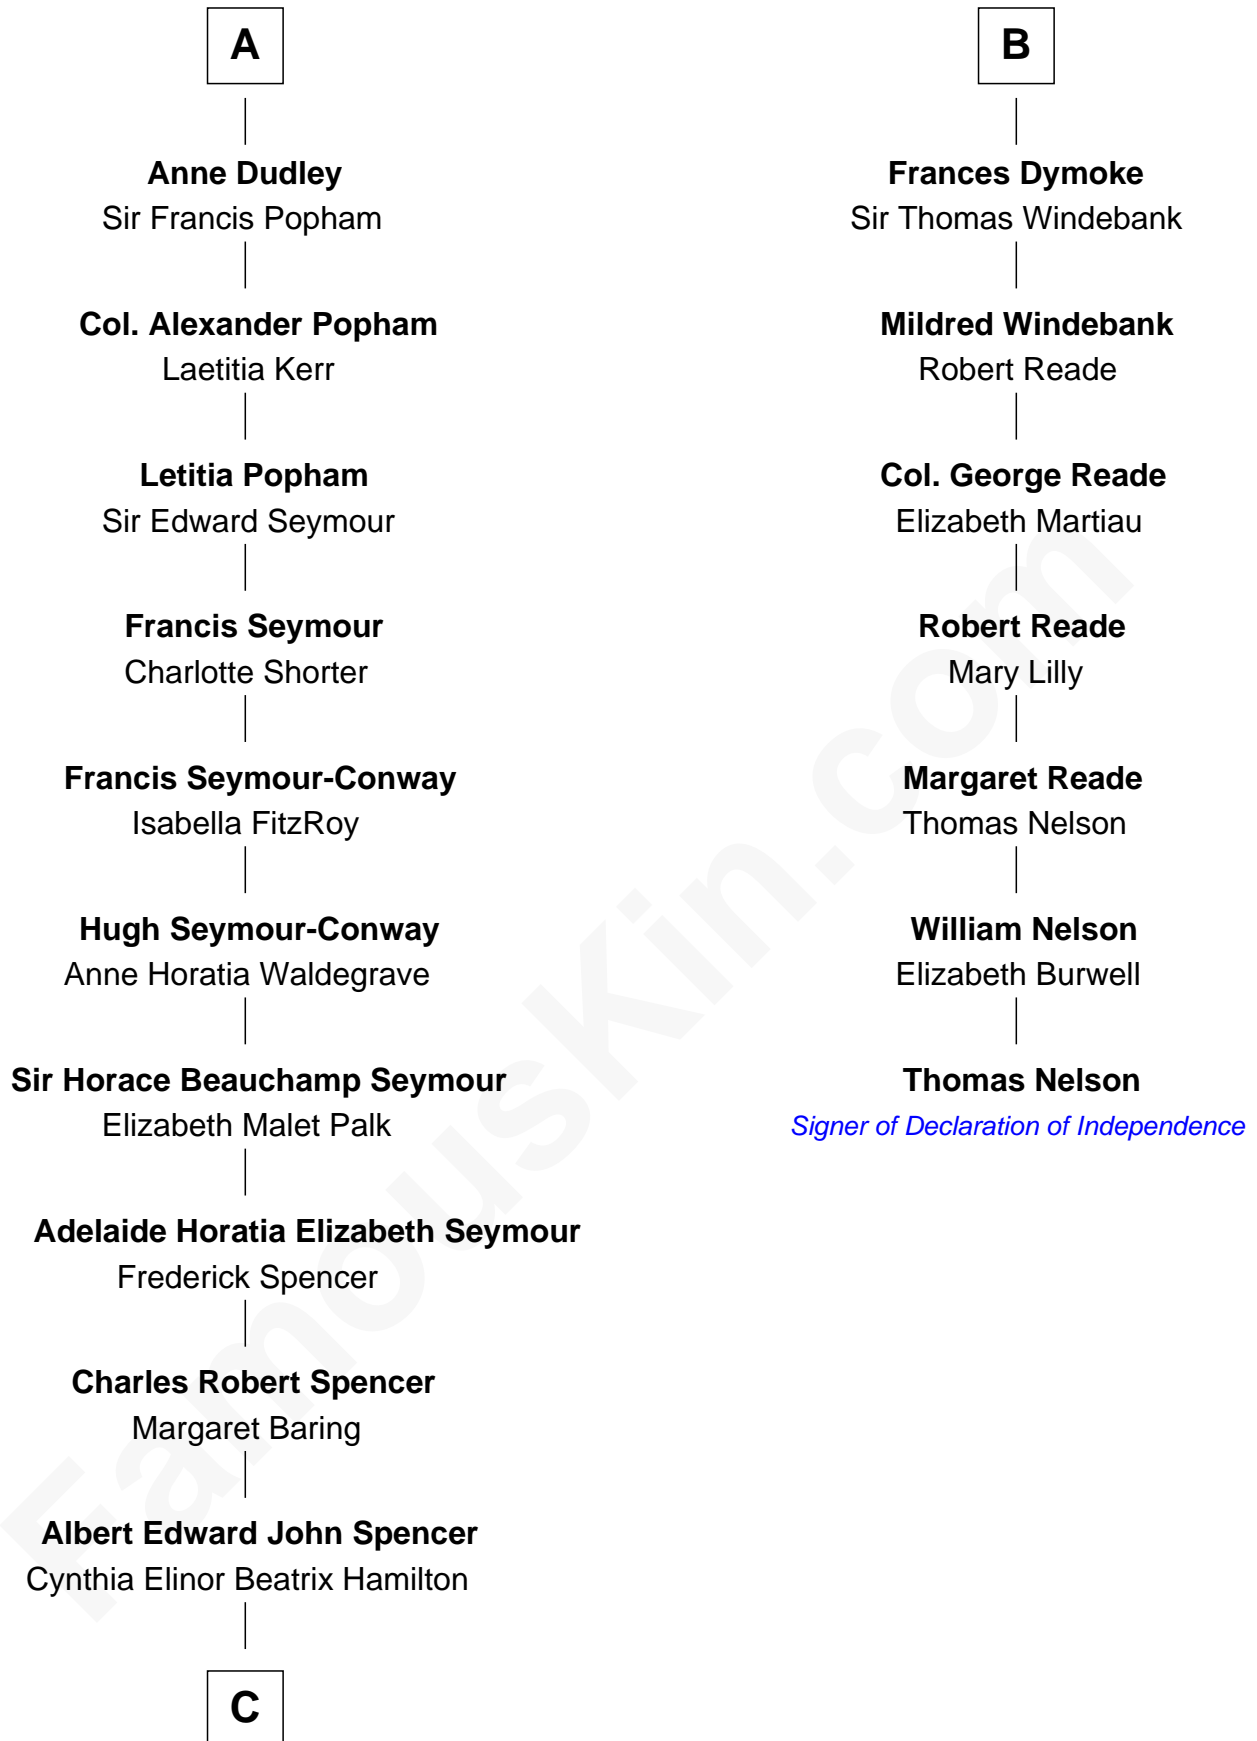 A
Anne Dudley
Sir Francis Popham
Col. Alexander Popham
Laetitia Kerr
Letitia Popham
Sir Edward Seymour
Francis Seymour
Charlotte Shorter
Francis Seymour-Conway
Isabella FitzRoy
Hugh Seymour-Conway
Anne Horatia Waldegrave
Sir Horace Beauchamp Seymour
Elizabeth Malet Palk
Adelaide Horatia Elizabeth Seymour
Frederick Spencer
Charles Robert Spencer
Margaret Baring
Albert Edward John Spencer
Cynthia Elinor Beatrix Hamilton
C
B
Frances Dymoke
Sir Thomas Windebank
Mildred Windebank
Robert Reade
Col. George Reade
Elizabeth Martiau
Robert Reade
Mary Lilly
Margaret Reade
Thomas Nelson
William Nelson
Elizabeth Burwell
Thomas Nelson
Signer of Declaration of Independence
FamousKin.com